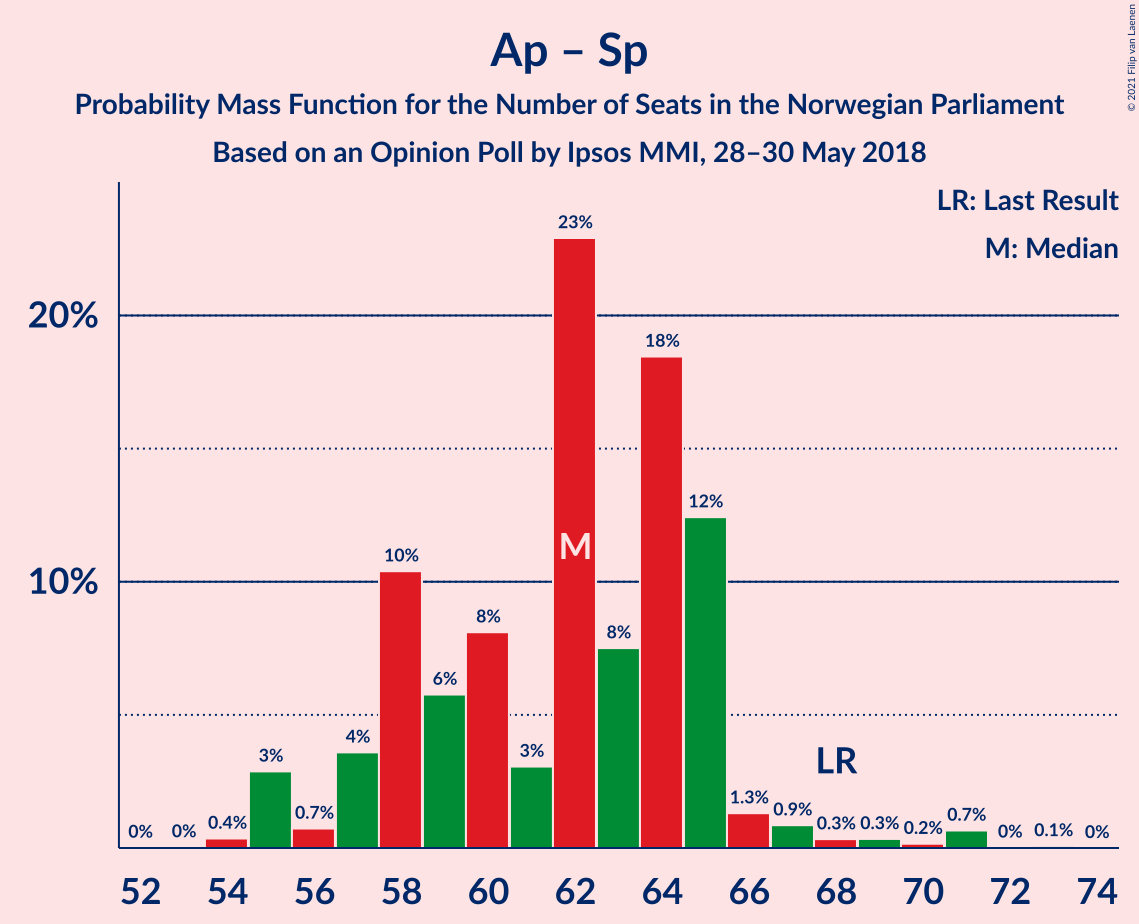 Ap – Sp
Probability Mass Function for the Number of Seats in the Norwegian Parliament
Based on an Opinion Poll by Ipsos MMI, 28–30 May 2018
© 2021 Filip van Laenen
LR: Last Result
M: Median
20%
10%
0% 0% 0.4% 3% 0.7% 4% 10% 6% 8% 3% 23% 8% 18% 12% 1.3% 0.9% 0.3% 0.3% 0.2% 0.7% 0% 0.1% 0%
M
LR
52 54 56 58 60 62 64 66 68 70 72 74